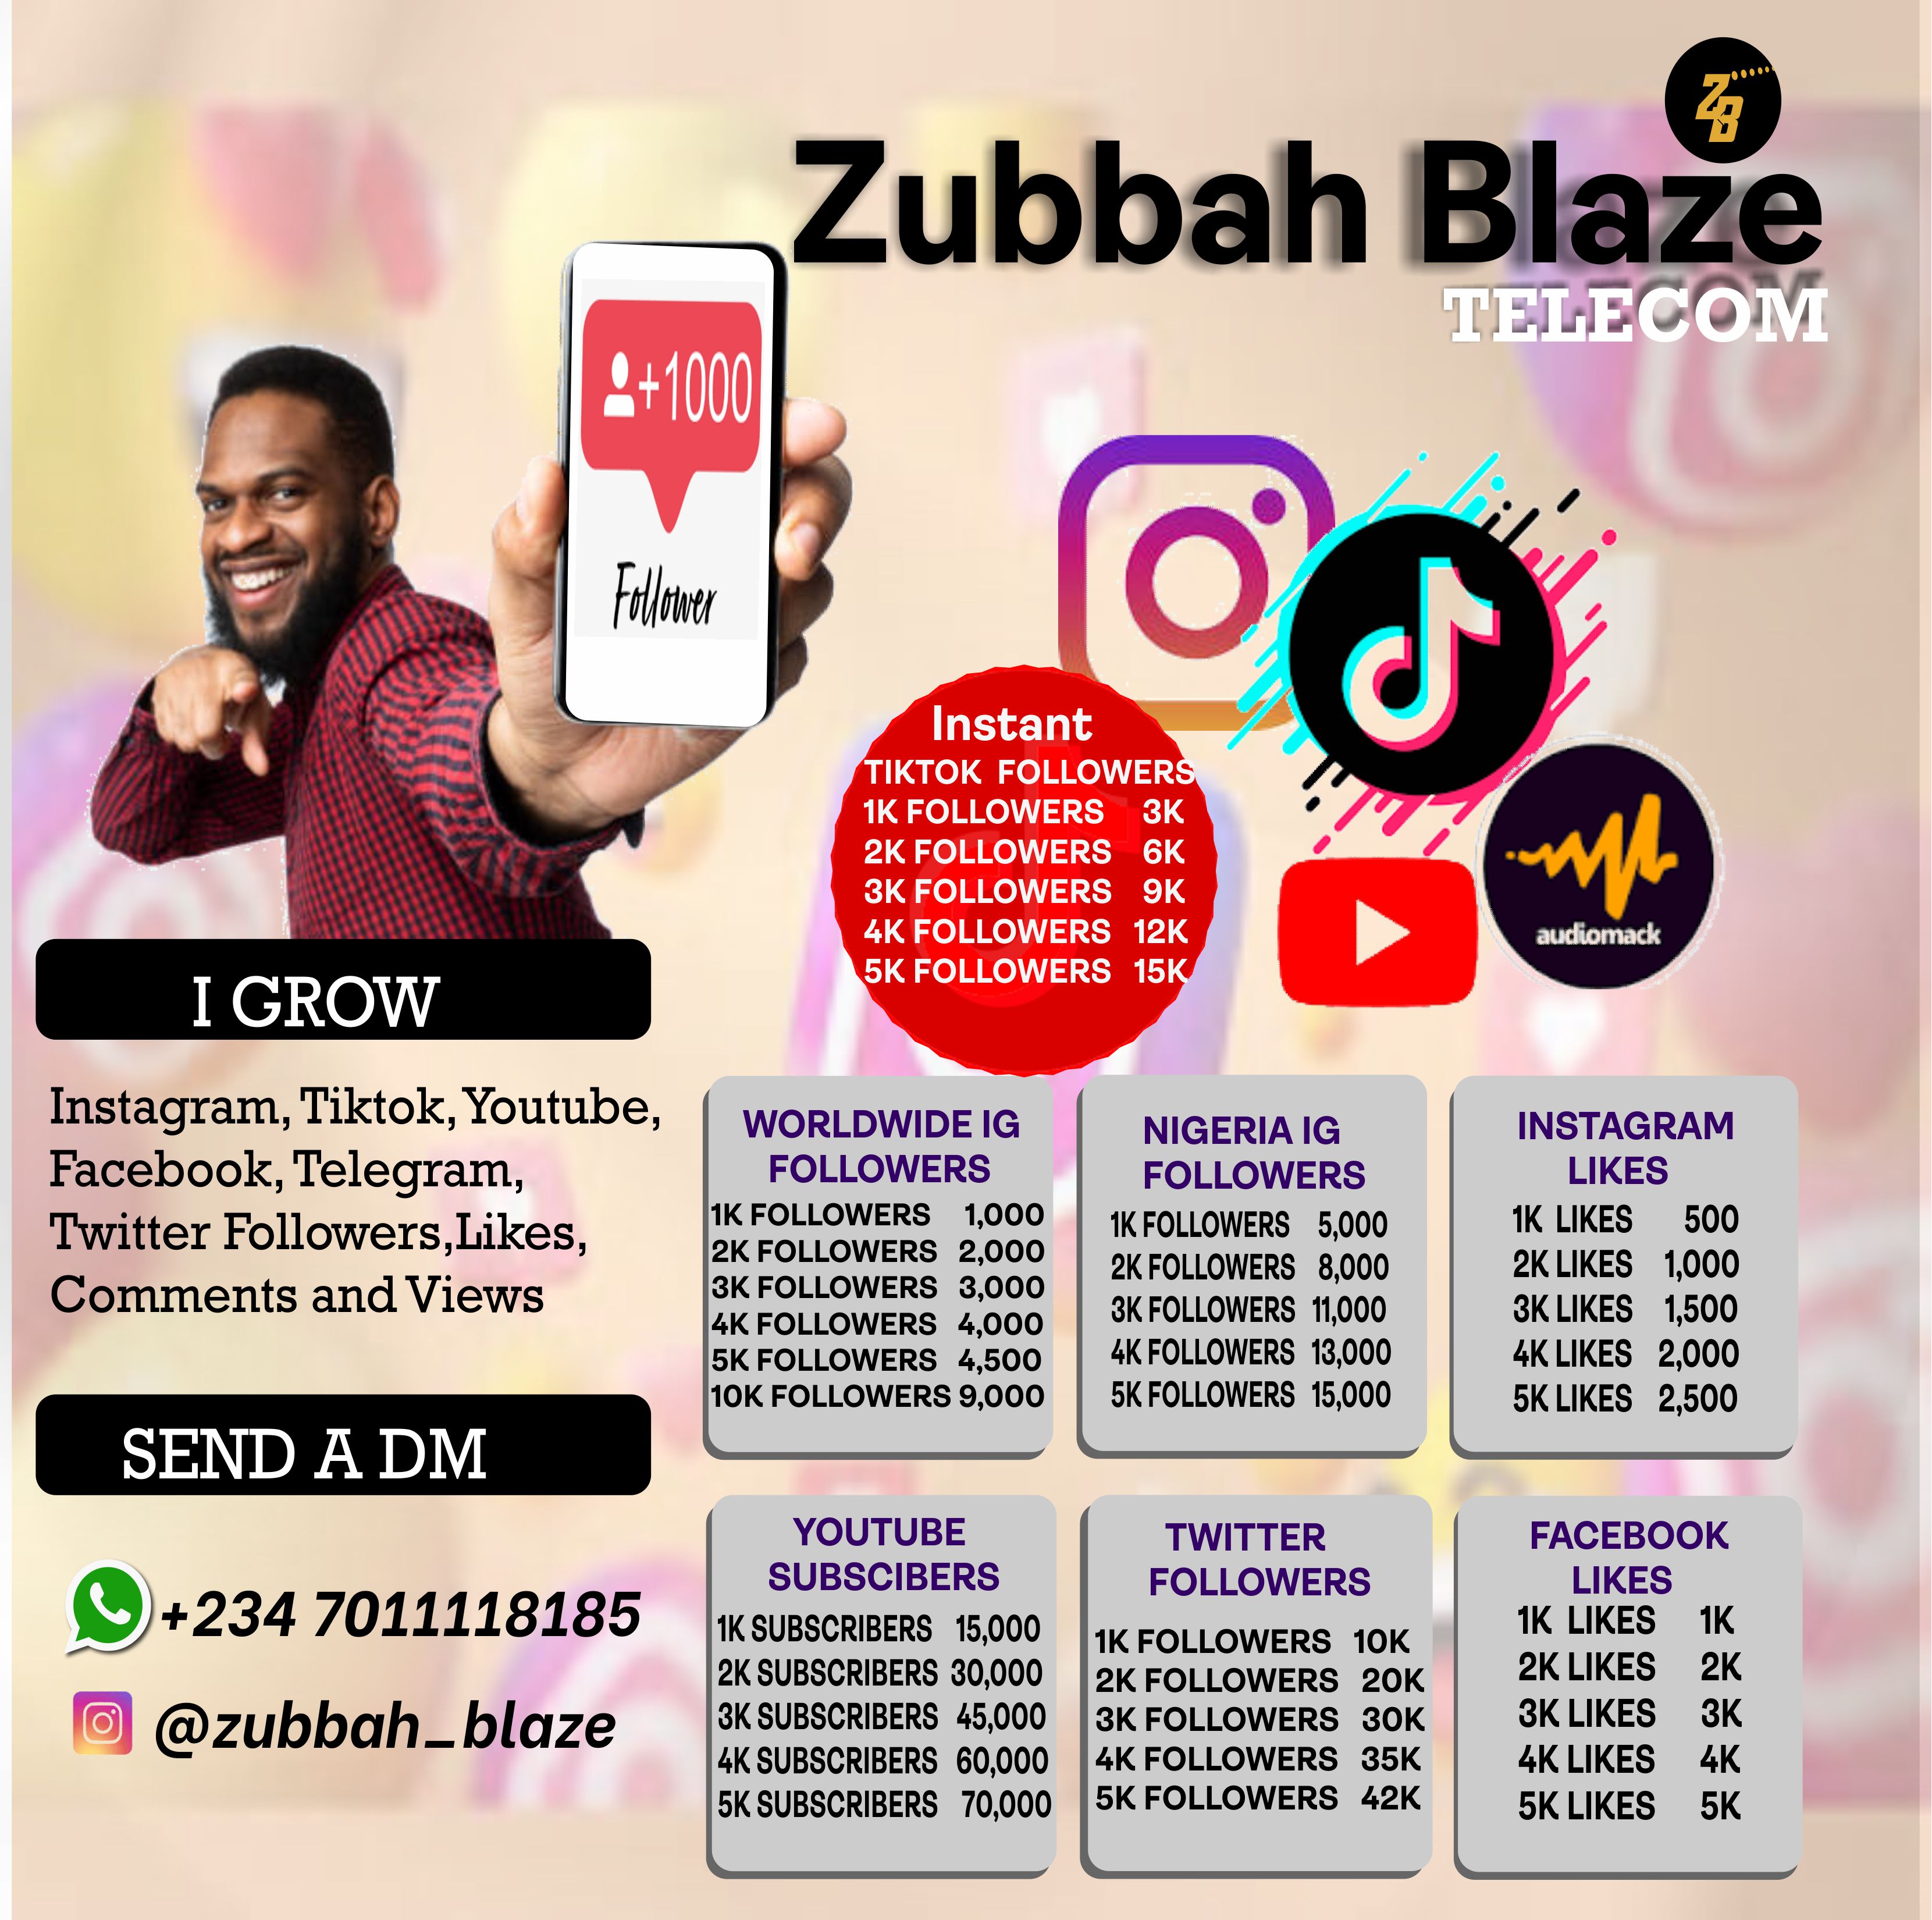 ZB
Zubbah Blaze
TELECOM
+1000
Follower
Instant
TIKTOK FOLLOWERS
1K FOLLOWERS 3K
2K FOLLOWERS 6K
3K FOLLOWERS 9K
4K FOLLOWERS 12K
5K FOLLOWERS 15K
audiomack
I GROW
Instagram, Tiktok, Youtube,
Facebook, Telegram,
Twitter Followers,Likes,
Comments and Views
SEND A DM
+234 7011118185
@zubbah_blaze
WORLDWIDE IG
FOLLOWERS
1K FOLLOWERS 1,000
2K FOLLOWERS 2,000
3K FOLLOWERS 3,000
4K FOLLOWERS 4,000
5K FOLLOWERS 4,500
10K FOLLOWERS 9,000
NIGERIA IG
FOLLOWERS
1K FOLLOWERS 5,000
2K FOLLOWERS 8,000
3K FOLLOWERS 11,000
4K FOLLOWERS 13,000
5K FOLLOWERS 15,000
INSTAGRAM
LIKES
1K LIKES 500
2K LIKES 1,000
3K LIKES 1,500
4K LIKES 2,000
5K LIKES 2,500
YOUTUBE
SUBSCIBERS
1K SUBSCRIBERS 15,000
2K SUBSCRIBERS 30,000
3K SUBSCRIBERS 45,000
4K SUBSCRIBERS 60,000
5K SUBSCRIBERS 70,000
TWITTER
FOLLOWERS
1K FOLLOWERS 10K
2K FOLLOWERS 20K
3K FOLLOWERS 30K
4K FOLLOWERS 35K
5K FOLLOWERS 42K
FACEBOOK
LIKES
1K LIKES 1K
2K LIKES 2K
3K LIKES 3K
4K LIKES 4K
5K LIKES 5K